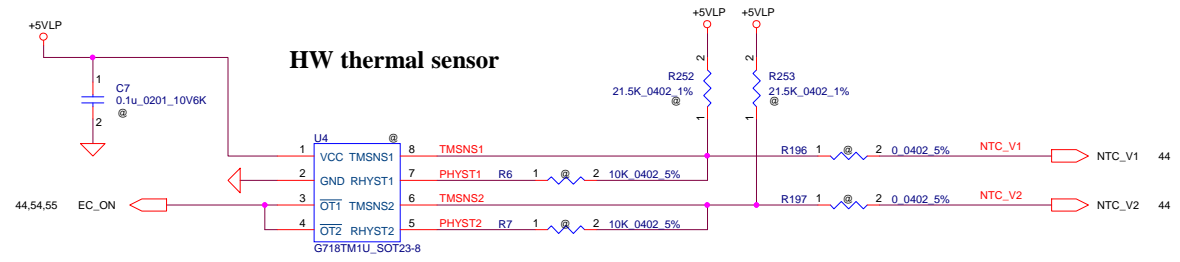 +5VLP
+5VLP
+5VLP
HW thermal sensor
1
C7
0.1u_0201_10V6K
@
2
2
R252
21.5K_0402_1%
@
1
2
R253
21.5K_0402_1%
@
1
U4
@
1 VCC TMSNS1 8 TMSNS1 R196 1 @ 2 0_0402_5% NTC_V1 NTC_V1 44
2 GND RHYST1 7 PHYST1 R6 1 @ 2 10K_0402_5%
44,54,55 EC_ON 3 OT1 TMSNS2 6 TMSNS2 R197 1 @ 2 0_0402_5% NTC_V2 NTC_V2 44
4 OT2 RHYST2 5 PHYST2 R7 1 @ 2 10K_0402_5%
G718TM1U_SOT23-8